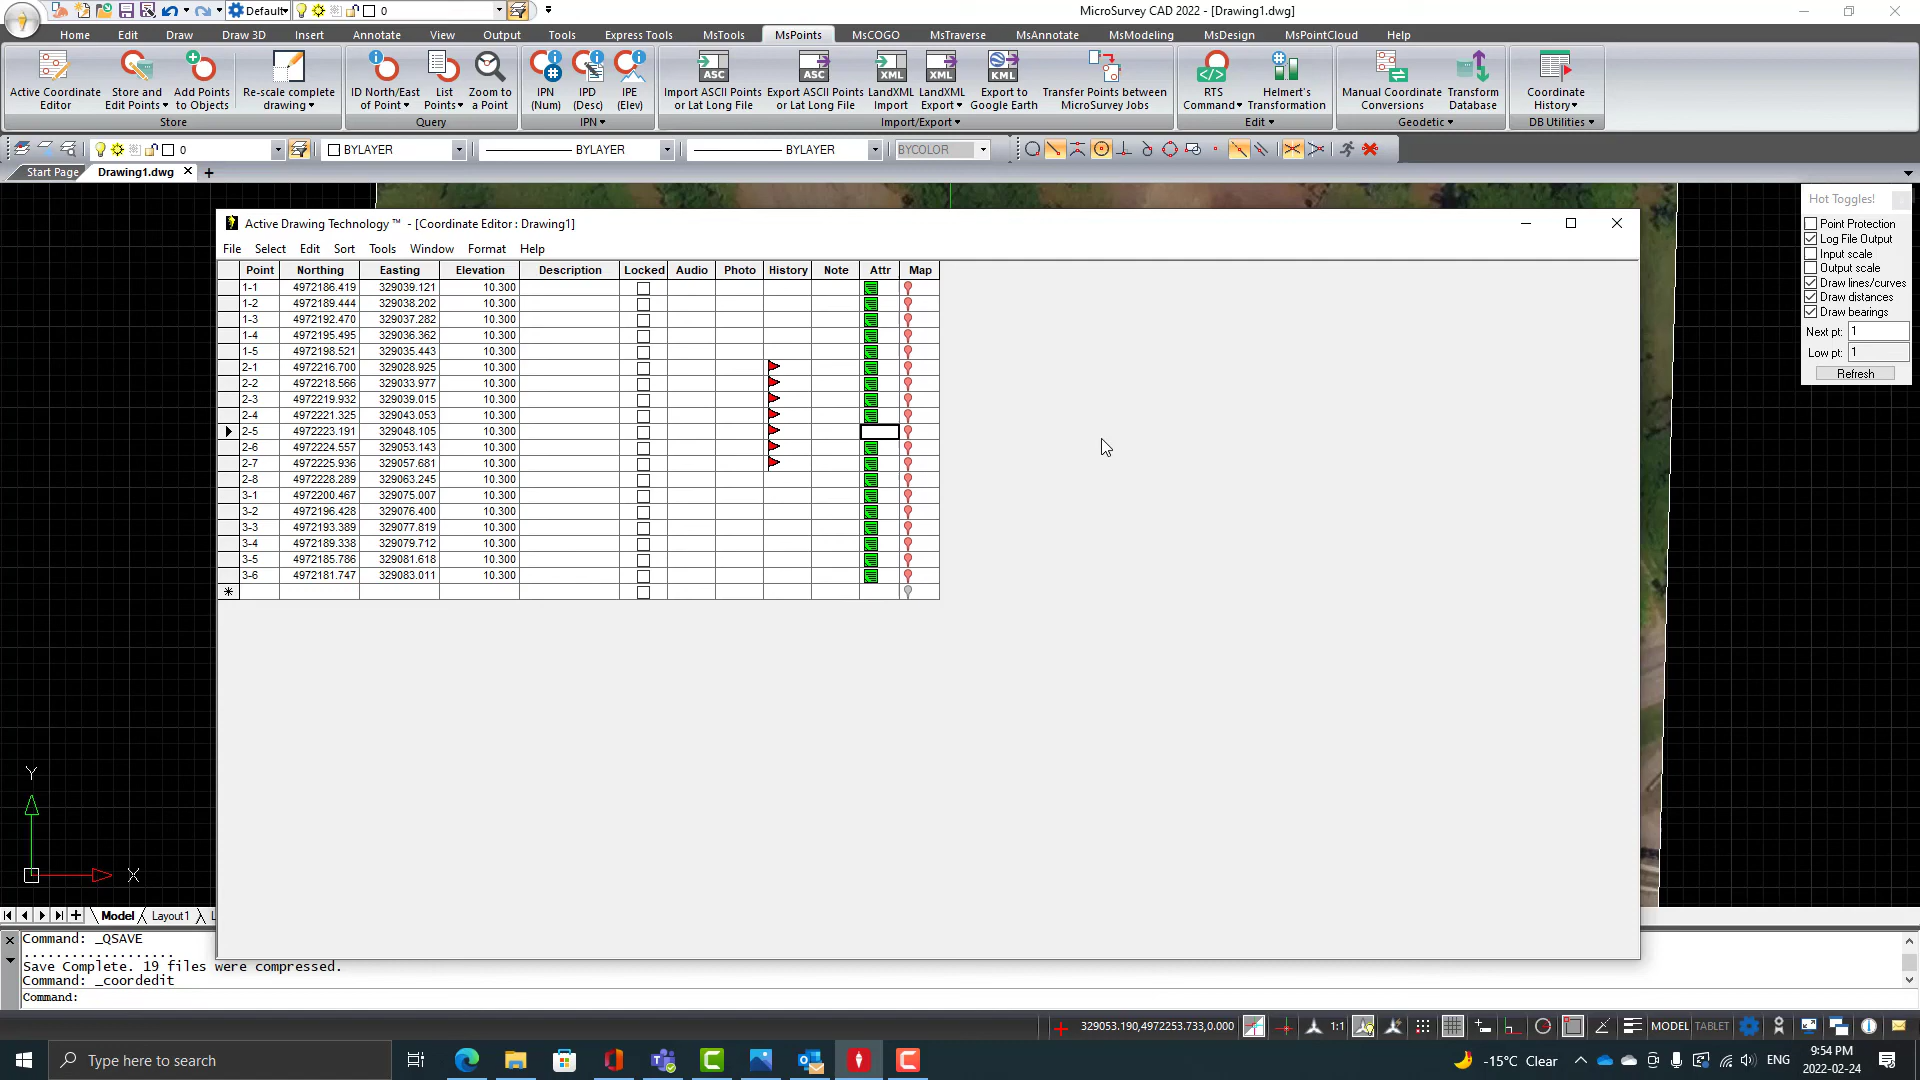 Default
0
MicroSurvey CAD 2022 - [Drawing1.dwg]
Home Edit Draw Draw 3D Insert Annotate View Output Tools Express Tools MsTools MsPoints MsCOGO MsTraverse MsAnnotate MsModeling MsDesign MsPointCloud Help
Active Coordinate Editor
Store and Edit Points
Add Points to Objects
Re-scale complete drawing
Store
ID North/East of Point
List Points
Zoom to a Point
Query
IPN (Num)
IPD (Desc)
IPE (Elev)
IPN
Import ASCII Points or Lat Long File
Export ASCII Points or Lat Long File
LandXML Import
LandXML Export
Export to Google Earth
Transfer Points between MicroSurvey Jobs
Import/Export
RTS Command
Helmert's Transformation
Edit
Manual Coordinate Conversions
Transform Database
Geodetic
Coordinate History
DB Utilities
0 BYLAYER BYLAYER BYLAYER BYCOLOR
Start Page Drawing1.dwg
Active Drawing Technology ™ - [Coordinate Editor : Drawing1]
File Select Edit Sort Tools Window Format Help
Point Northing Easting Elevation Description Locked Audio Photo History Note Attr Map
1-1 4972186.419 329039.121 10.300
1-2 4972189.444 329038.202 10.300
1-3 4972192.470 329037.282 10.300
1-4 4972195.495 329036.362 10.300
1-5 4972198.521 329035.443 10.300
2-1 4972216.700 329028.925 10.300
2-2 4972218.566 329033.977 10.300
2-3 4972219.932 329039.015 10.300
2-4 4972221.325 329043.053 10.300
2-5 4972223.191 329048.105 10.300
2-6 4972224.557 329053.143 10.300
2-7 4972225.936 329057.681 10.300
2-8 4972228.289 329063.245 10.300
3-1 4972200.467 329075.007 10.300
3-2 4972196.428 329076.400 10.300
3-3 4972193.389 329077.819 10.300
3-4 4972189.338 329079.712 10.300
3-5 4972185.786 329081.618 10.300
3-6 4972181.747 329083.011 10.300
Hot Toggles!
Point Protection
Log File Output
Input scale
Output scale
Draw lines/curves
Draw distances
Draw bearings
Next pt: 1
Low pt: 1
Refresh
Y
X
Model Layout1 L
Command: _QSAVE
...................
Save Complete. 19 files were compressed.
Command: _coordedit
Command:
329053.190,4972253.733,0.000 1:1 MODEL TABLET
Type here to search
-15°C Clear
ENG
9:54 PM
2022-02-24